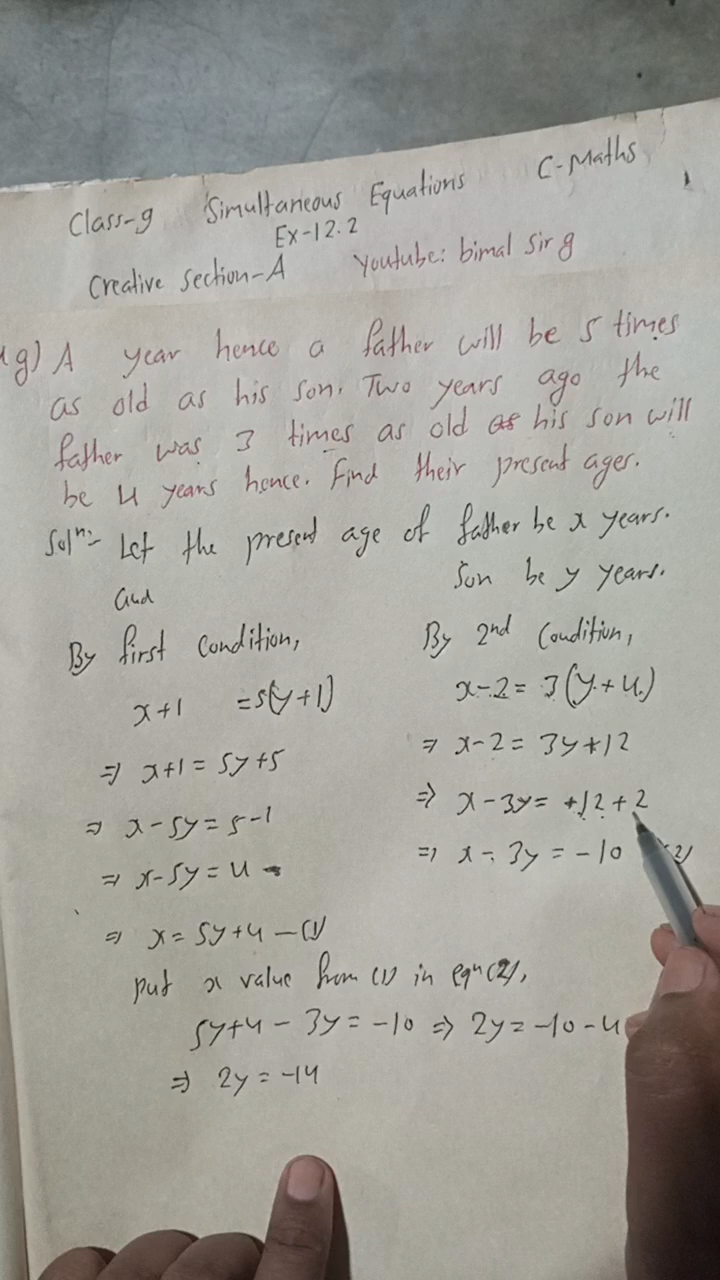 Class-9 Simultaneous Equations C-Maths
Ex-12.2
Creative Section-A Youtube: bimal sir g
g) A year hence a father will be 5 times
as old as his son. Two years ago the
father was 3 times as old as his son will
be 4 years hence. Find their present ages.
Solⁿ:- Let the present age of father be x years.
and Son be y years.
By first Condition,
x+1 =5(y+1)
⇒ x+1 = 5y+5
⇒ x-5y = 5-1
⇒ x-5y = 4
⇒ x = 5y+4 —(1)
By 2nd Condition,
x-2 = 3(y+4)
⇒ x-2 = 3y+12
⇒ x-3y = +12+2
⇒ x-3y = -10 (2)
put x value from (1) in eqⁿ(2),
5y+4-3y = -10 ⇒ 2y = -10-4
⇒ 2y = -14